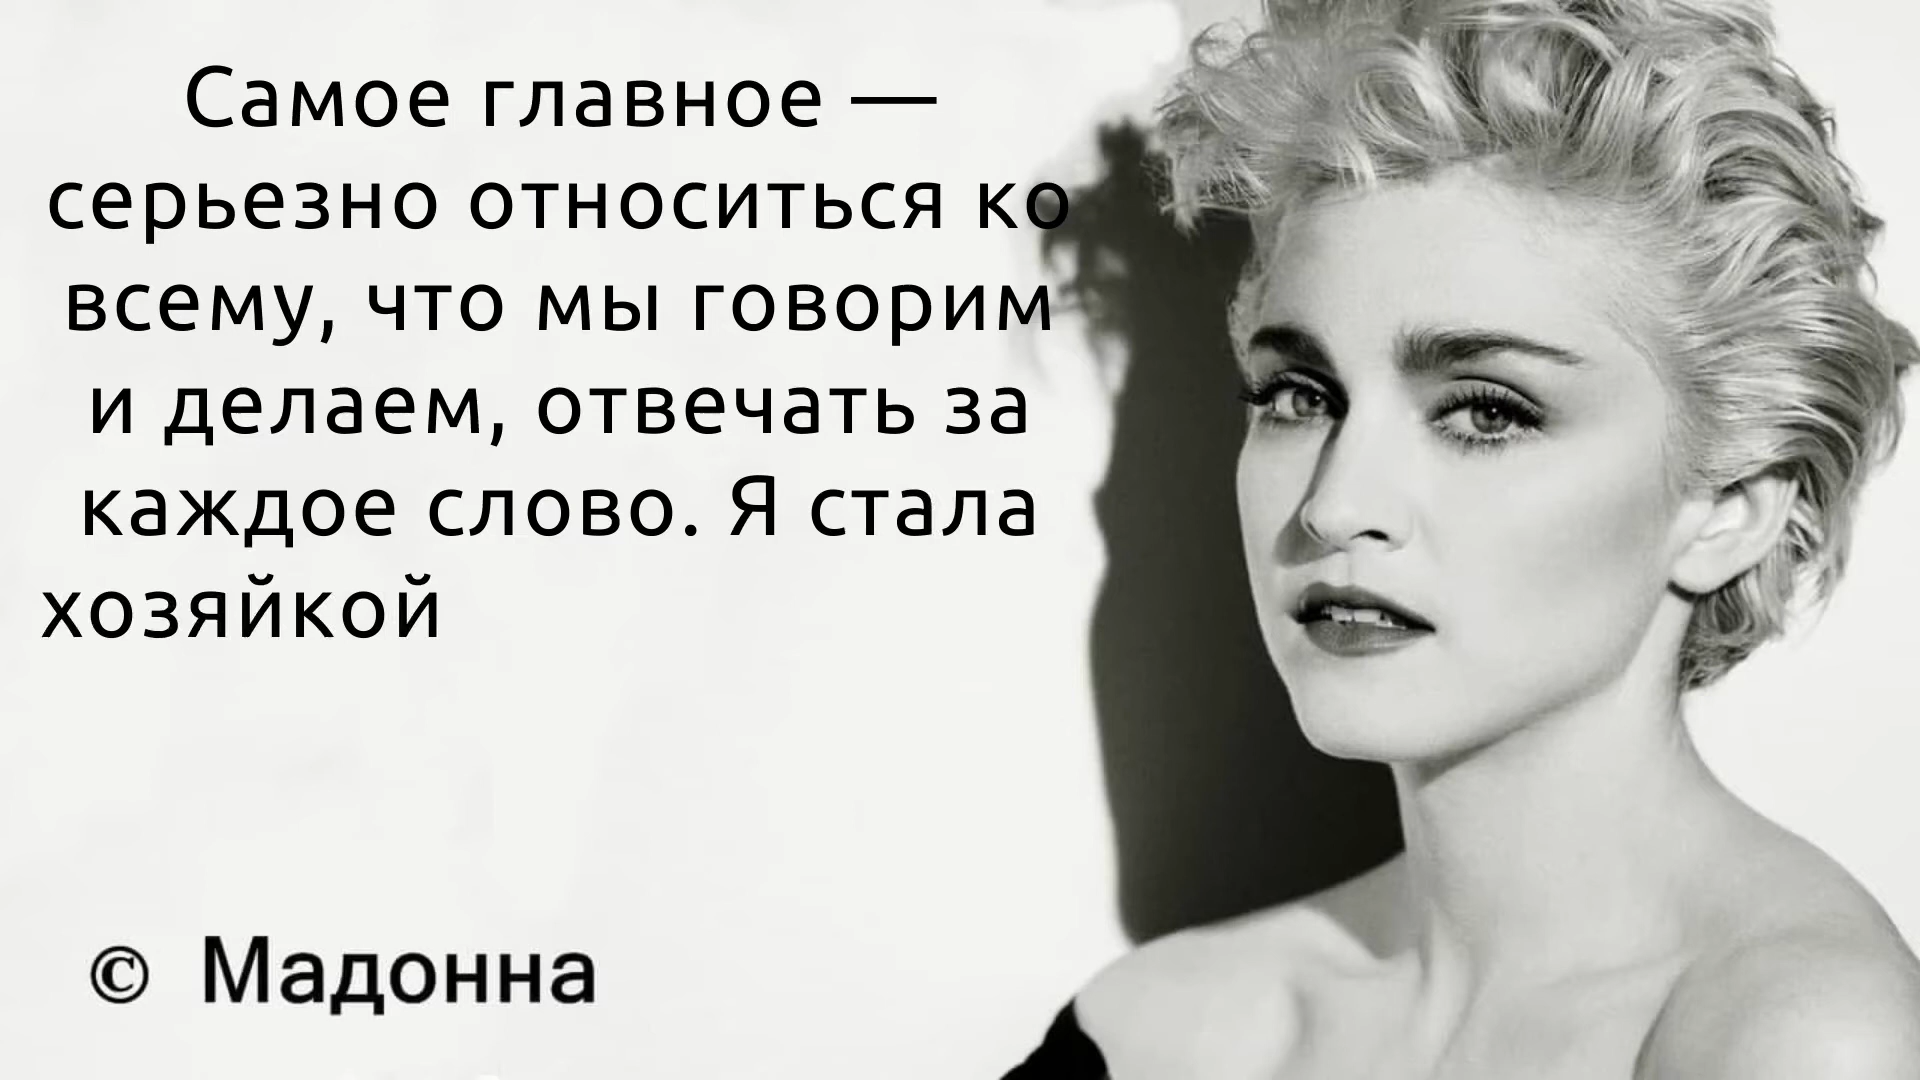 Самое главное —
серьезно относиться ко
всему, что мы говорим
и делаем, отвечать за
каждое слово. Я стала
хозяйкой
© Мадонна